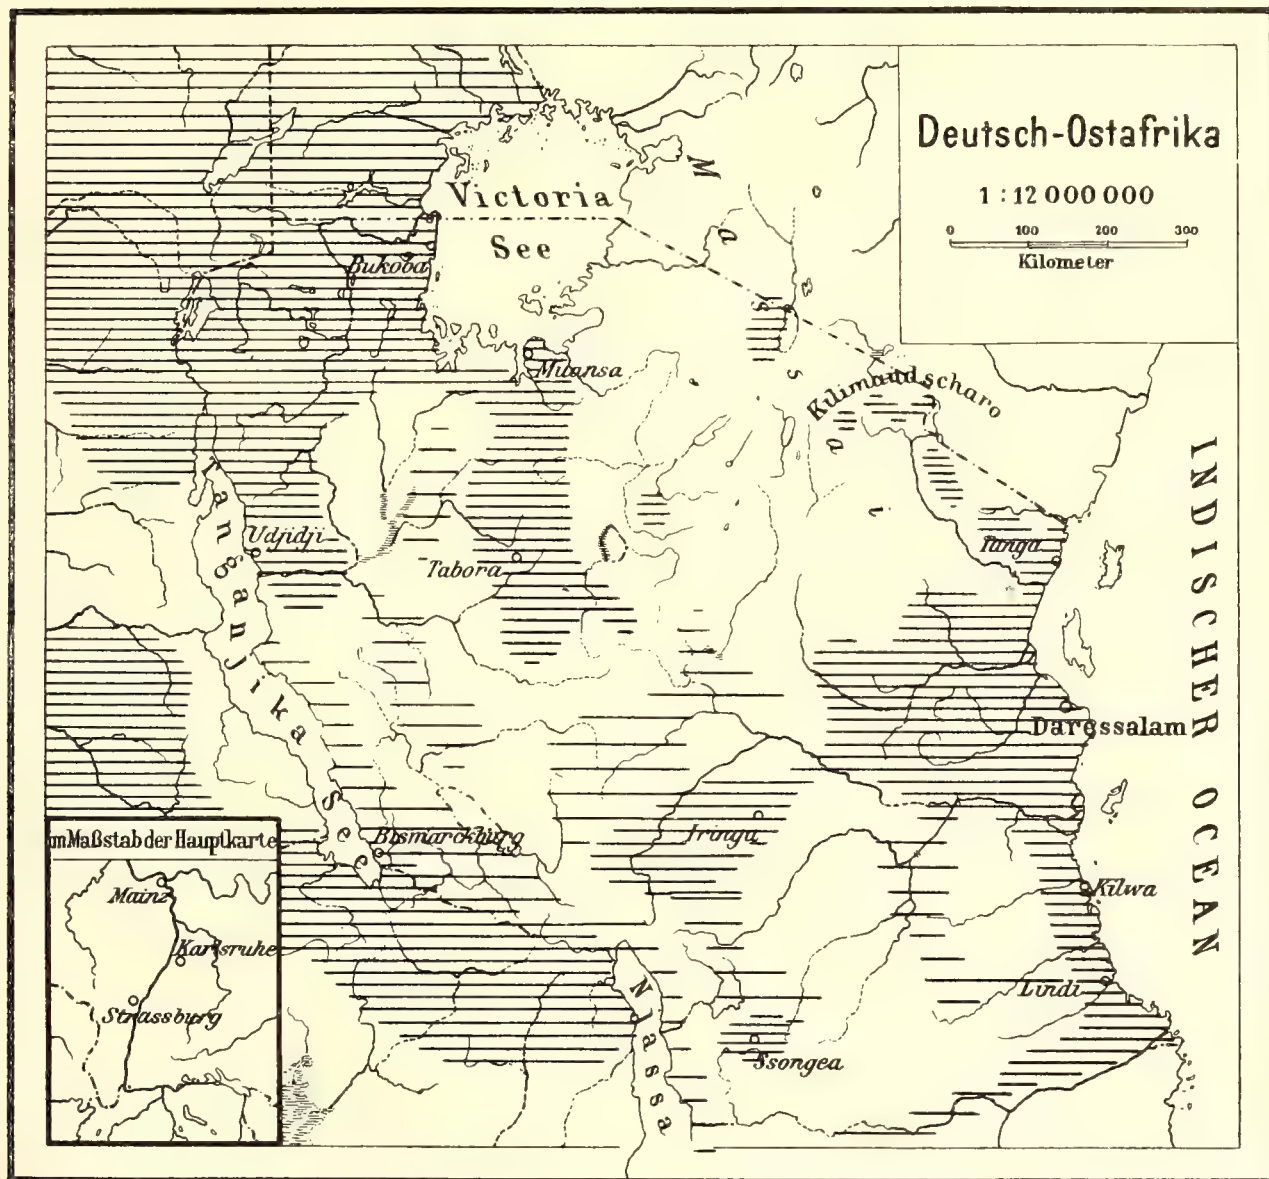 Deutsch-Ostafrika
1 : 12 000 000
0 100 200 300
Kilometer
Victoria
See
Bukoba
Muansa
Massai
Kilimandscharo
INDISCHER OCEAN
Tanganjika See
Udjidji
Tabora
Tanga
Daressalam
Bismarckburg
Iringa
Kilwa
Lindi
Ssongea
Njassa
im Maßstab der Hauptkarte
Mainz
Karlsruhe
Strassburg